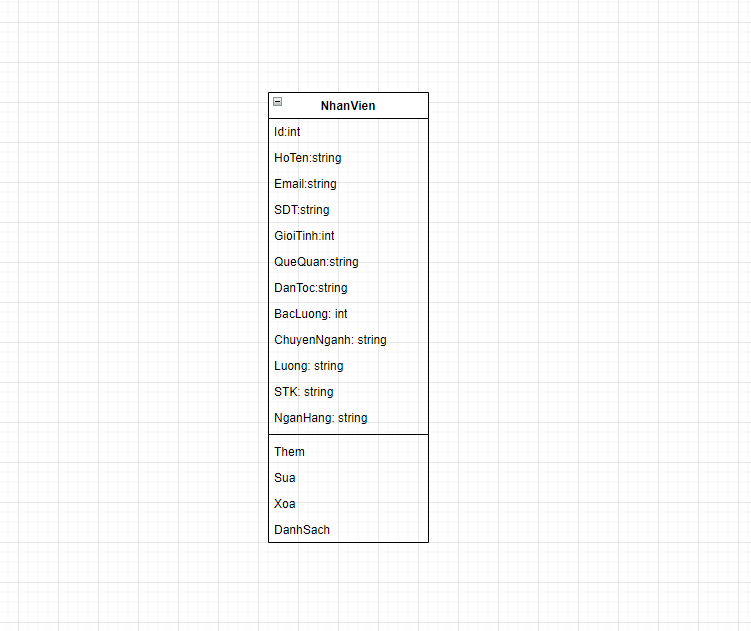 NhanVien
Id:int
HoTen:string
Email:string
SDT:string
GioiTinh:int
QueQuan:string
DanToc:string
BacLuong: int
ChuyenNganh: string
Luong: string
STK: string
NganHang: string
Them
Sua
Xoa
DanhSach